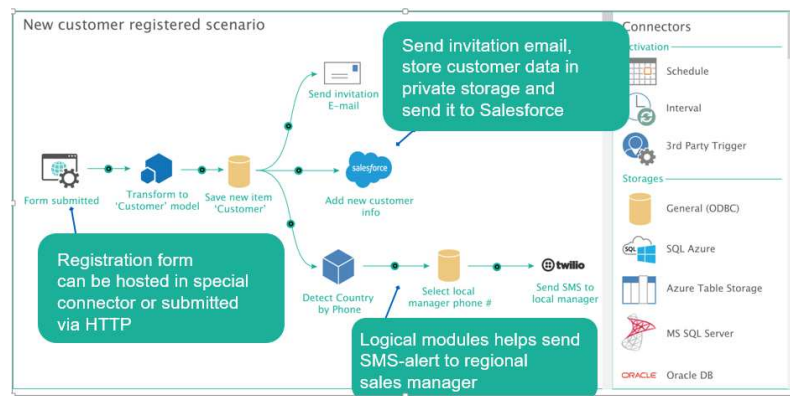 New customer registered scenario
Send invitation email,
store customer data in
private storage and
send it to Salesforce
Send invitation
E-mail
salesforce
Form submitted
Transform to
'Customer' model
Save new item
'Customer'
Add new customer
info
Registration form
can be hosted in special
connector or submitted
via HTTP
Detect Country
by Phone
Select local
manager phone #
twilio
Send SMS to
local manager
Logical modules helps send
SMS-alert to regional
sales manager
Connectors
Schedule
Interval
3rd Party Trigger
Storages
General (ODBC)
SQL
SQL Azure
Azure Table Storage
MS SQL Server
ORACLE
Oracle DB